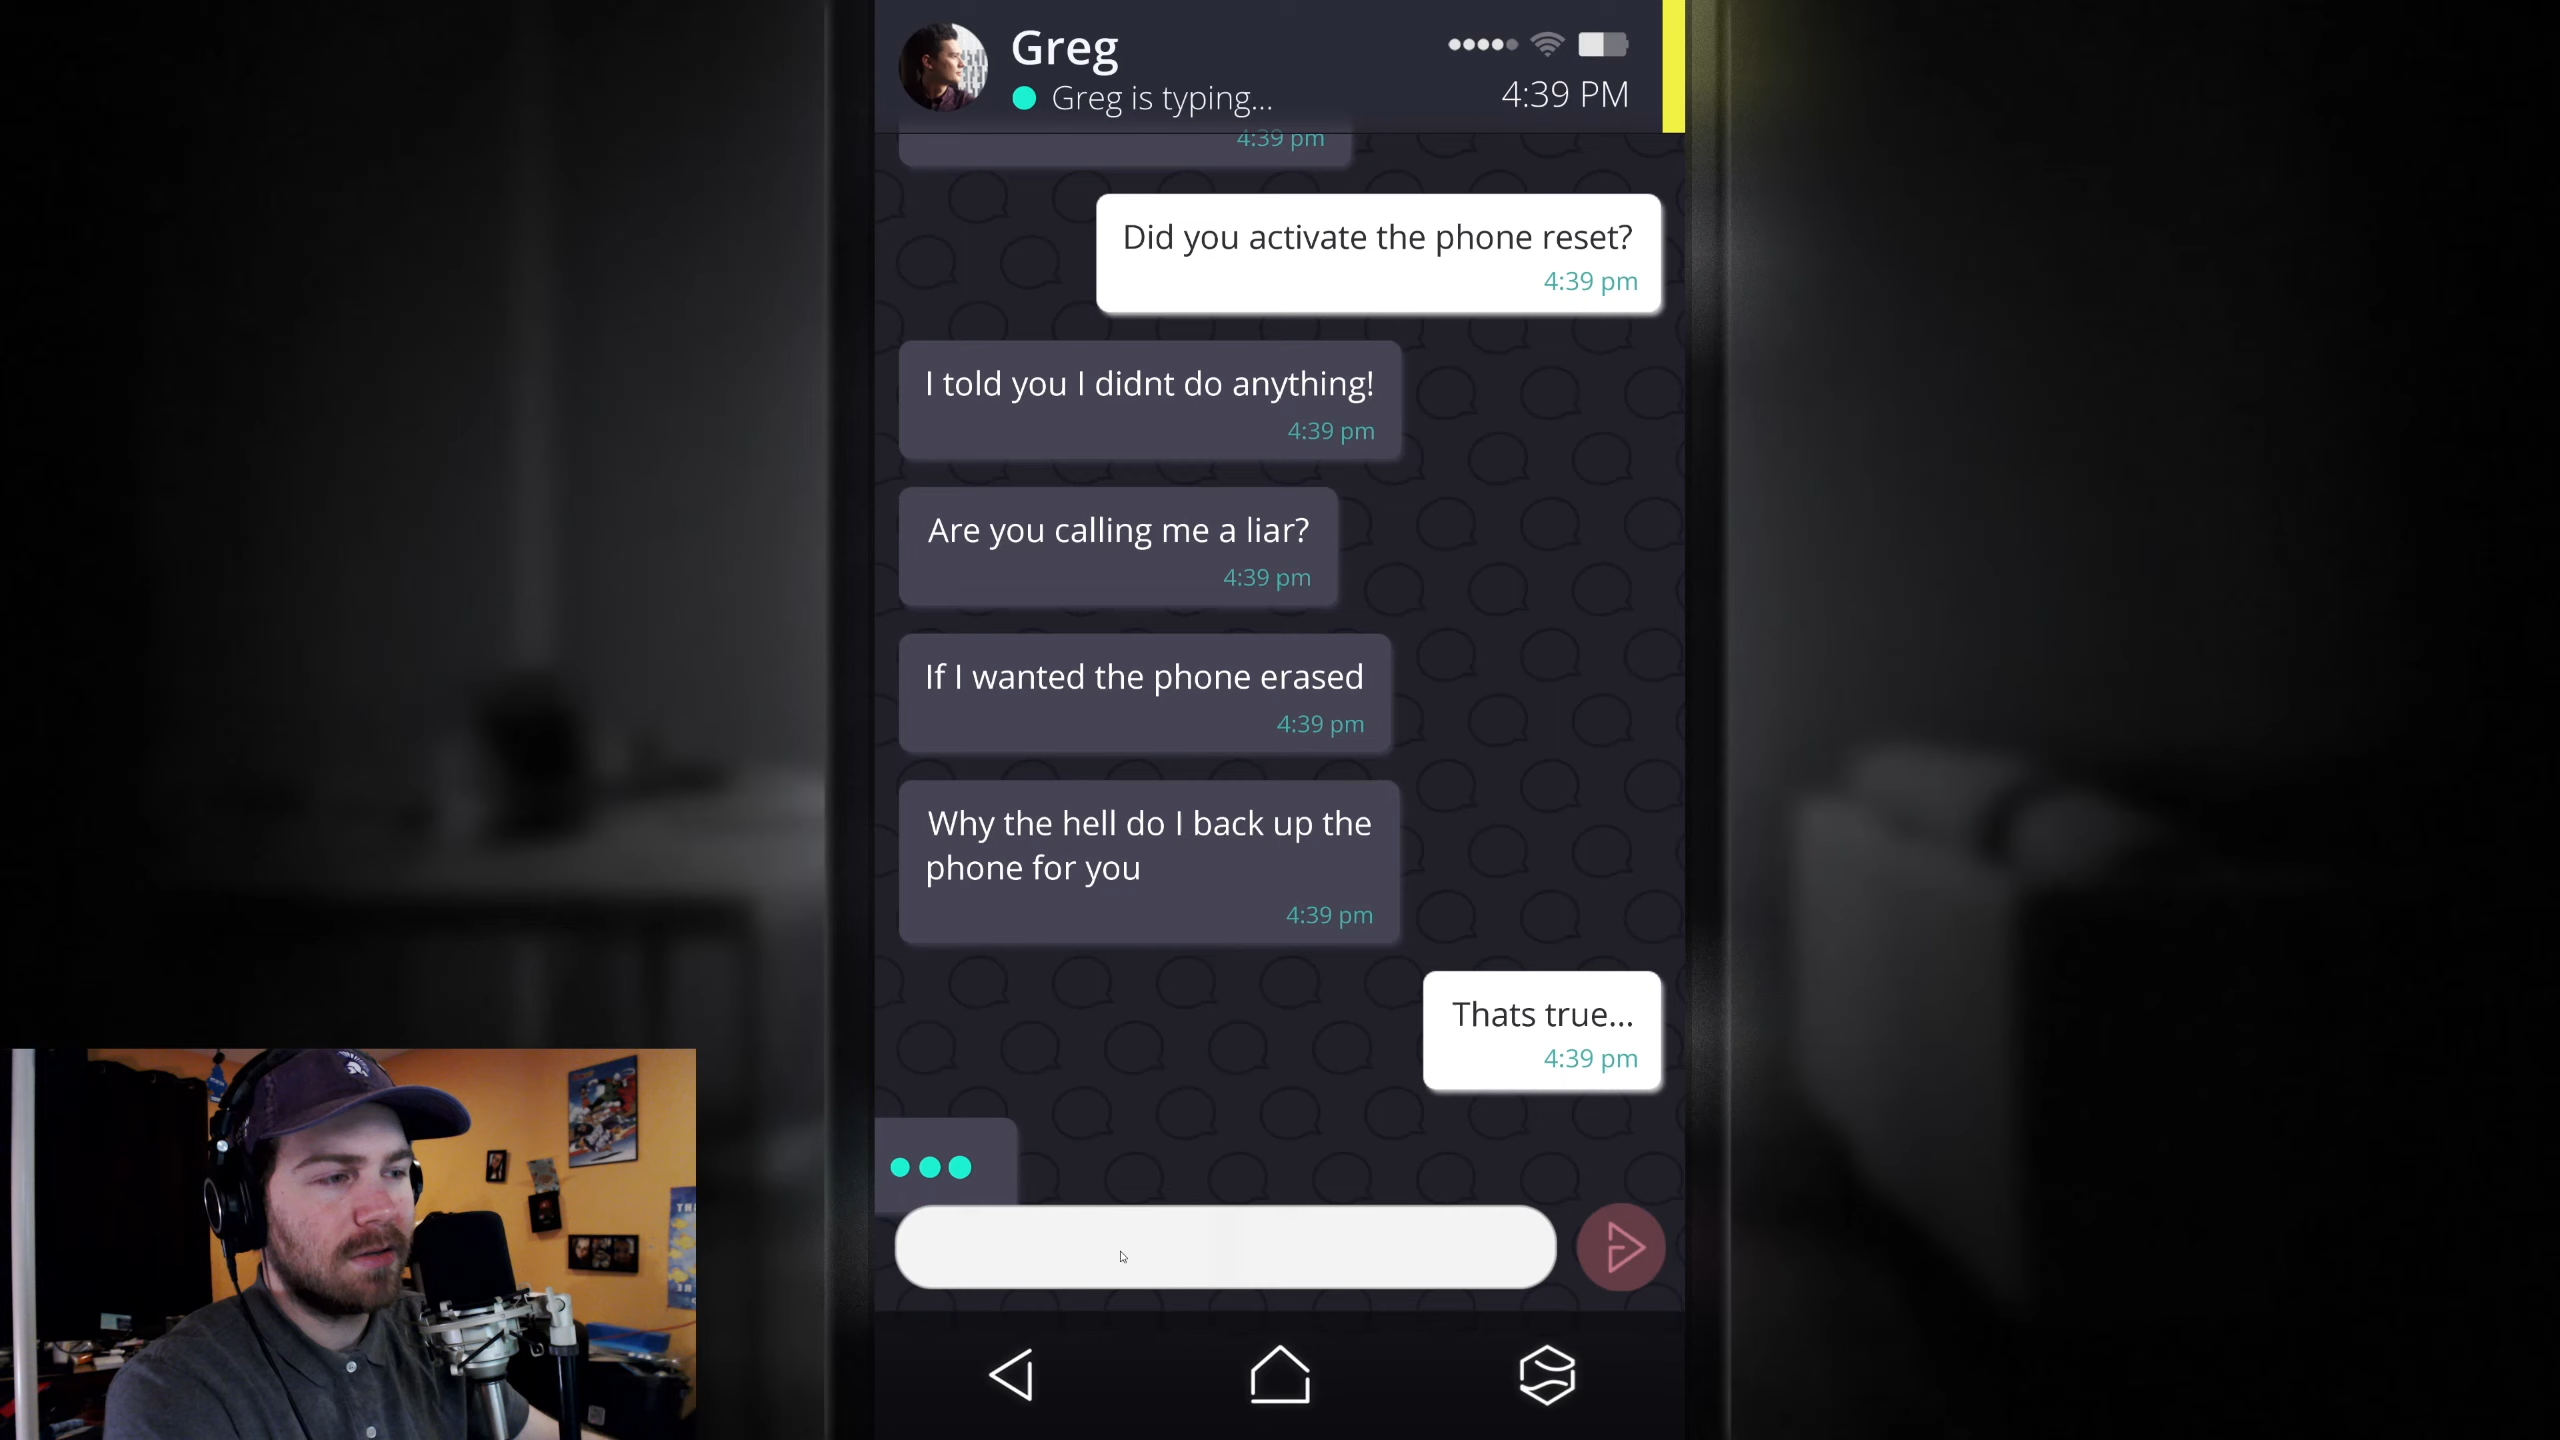 Greg
Greg is typing...
4:39 PM
4:39 pm
Did you activate the phone reset?
4:39 pm
I told you I didnt do anything!
4:39 pm
Are you calling me a liar?
4:39 pm
If I wanted the phone erased
4:39 pm
Why the hell do I back up the
phone for you
4:39 pm
Thats true...
4:39 pm